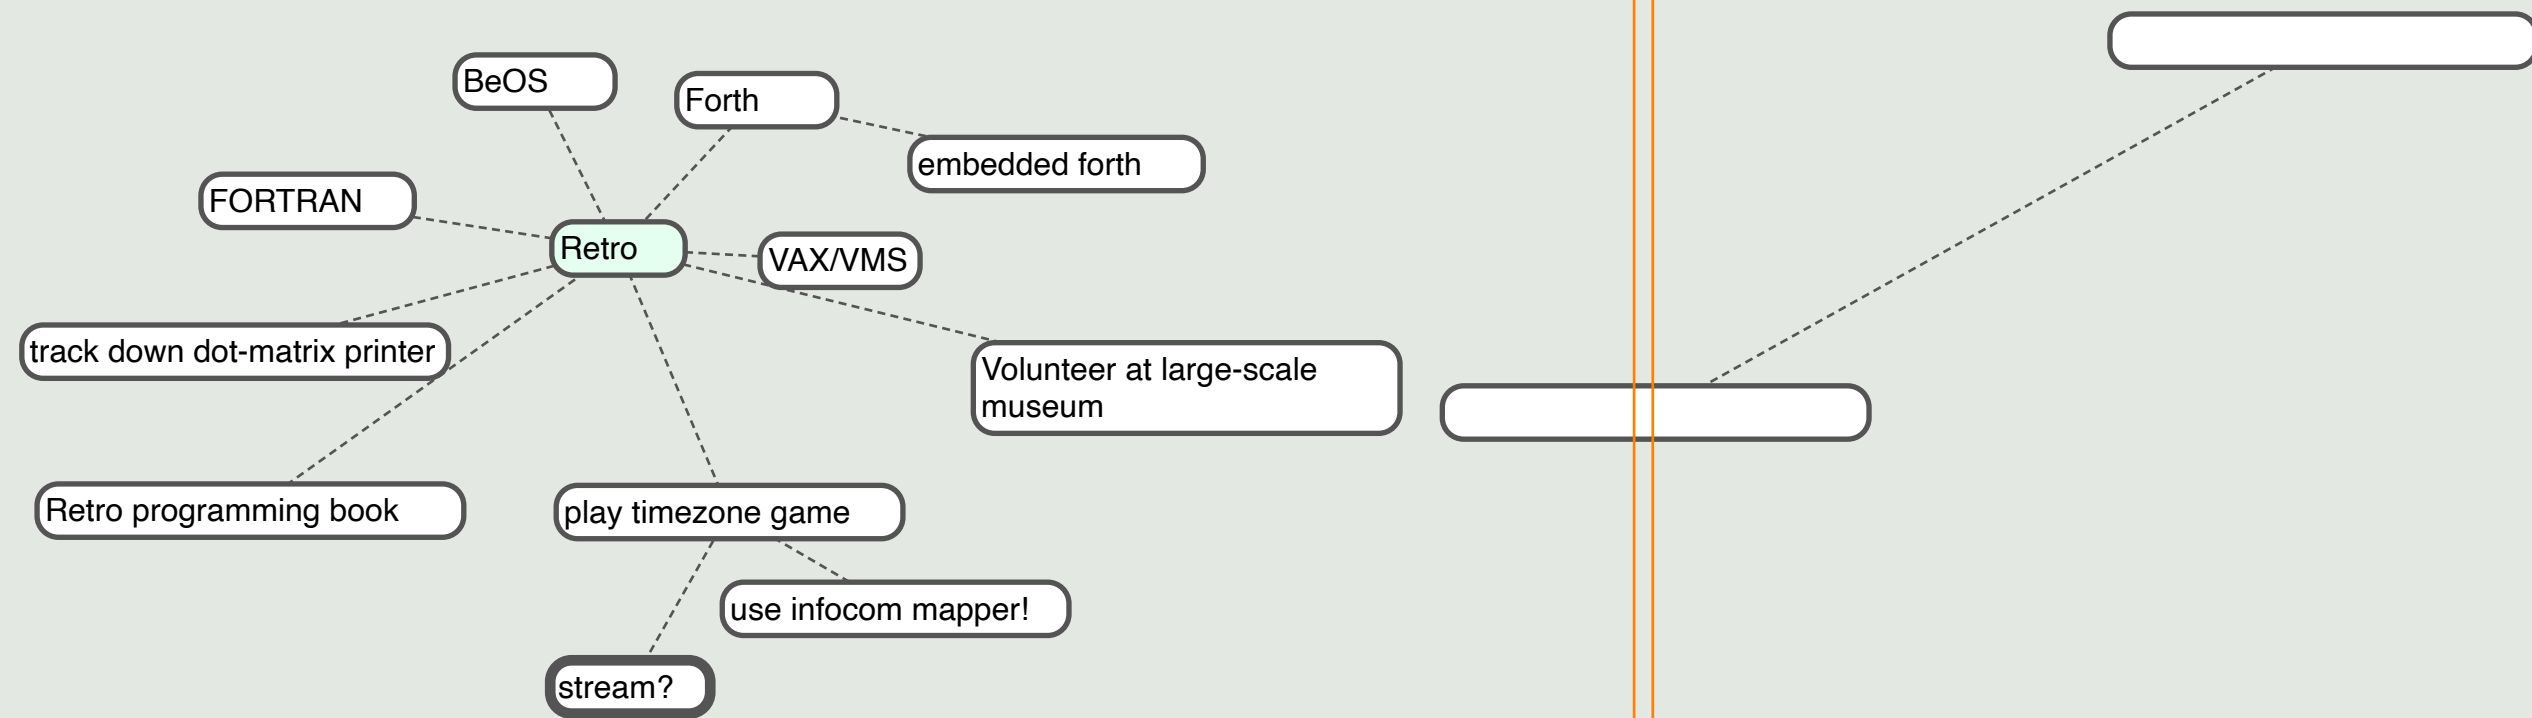 BeOS
Forth
embedded forth
FORTRAN
Retro
VAX/VMS
track down dot-matrix printer
Volunteer at large-scale
museum
Retro programming book
play timezone game
use infocom mapper!
stream?